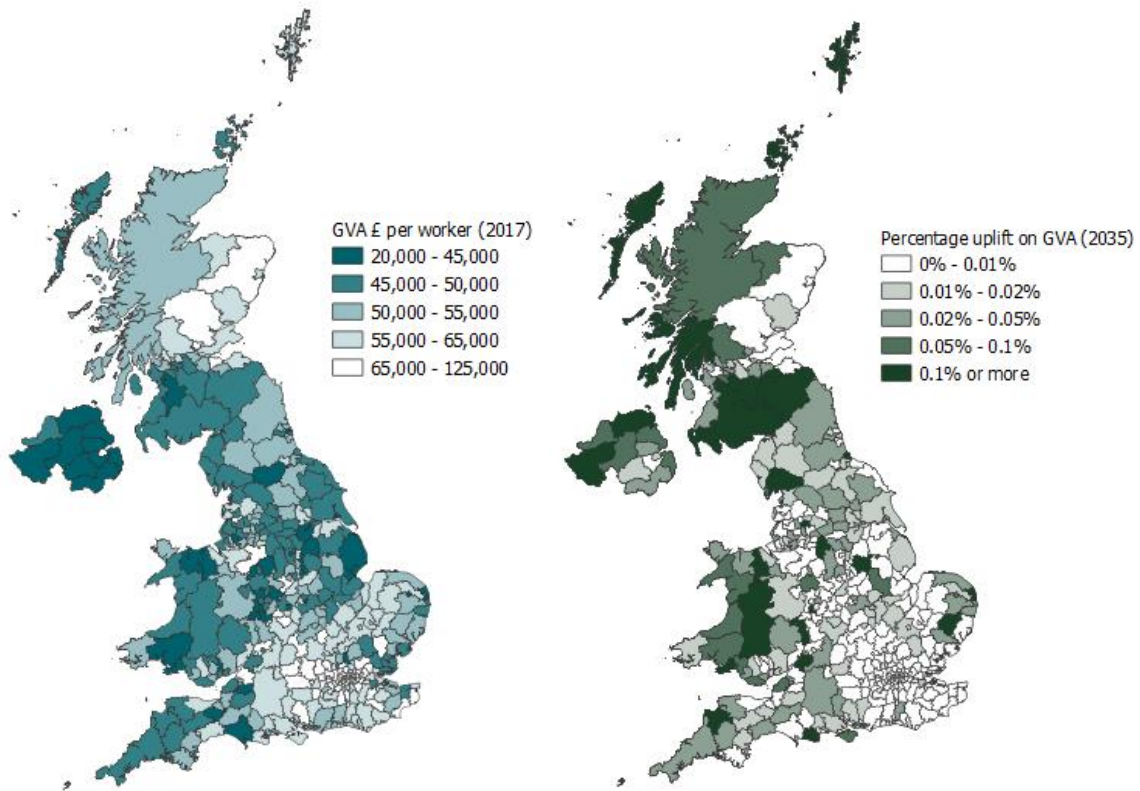 GVA £ per worker (2017)
20,000 - 45,000
45,000 - 50,000
50,000 - 55,000
55,000 - 65,000
65,000 - 125,000
Percentage uplift on GVA (2035)
0% - 0.01%
0.01% - 0.02%
0.02% - 0.05%
0.05% - 0.1%
0.1% or more